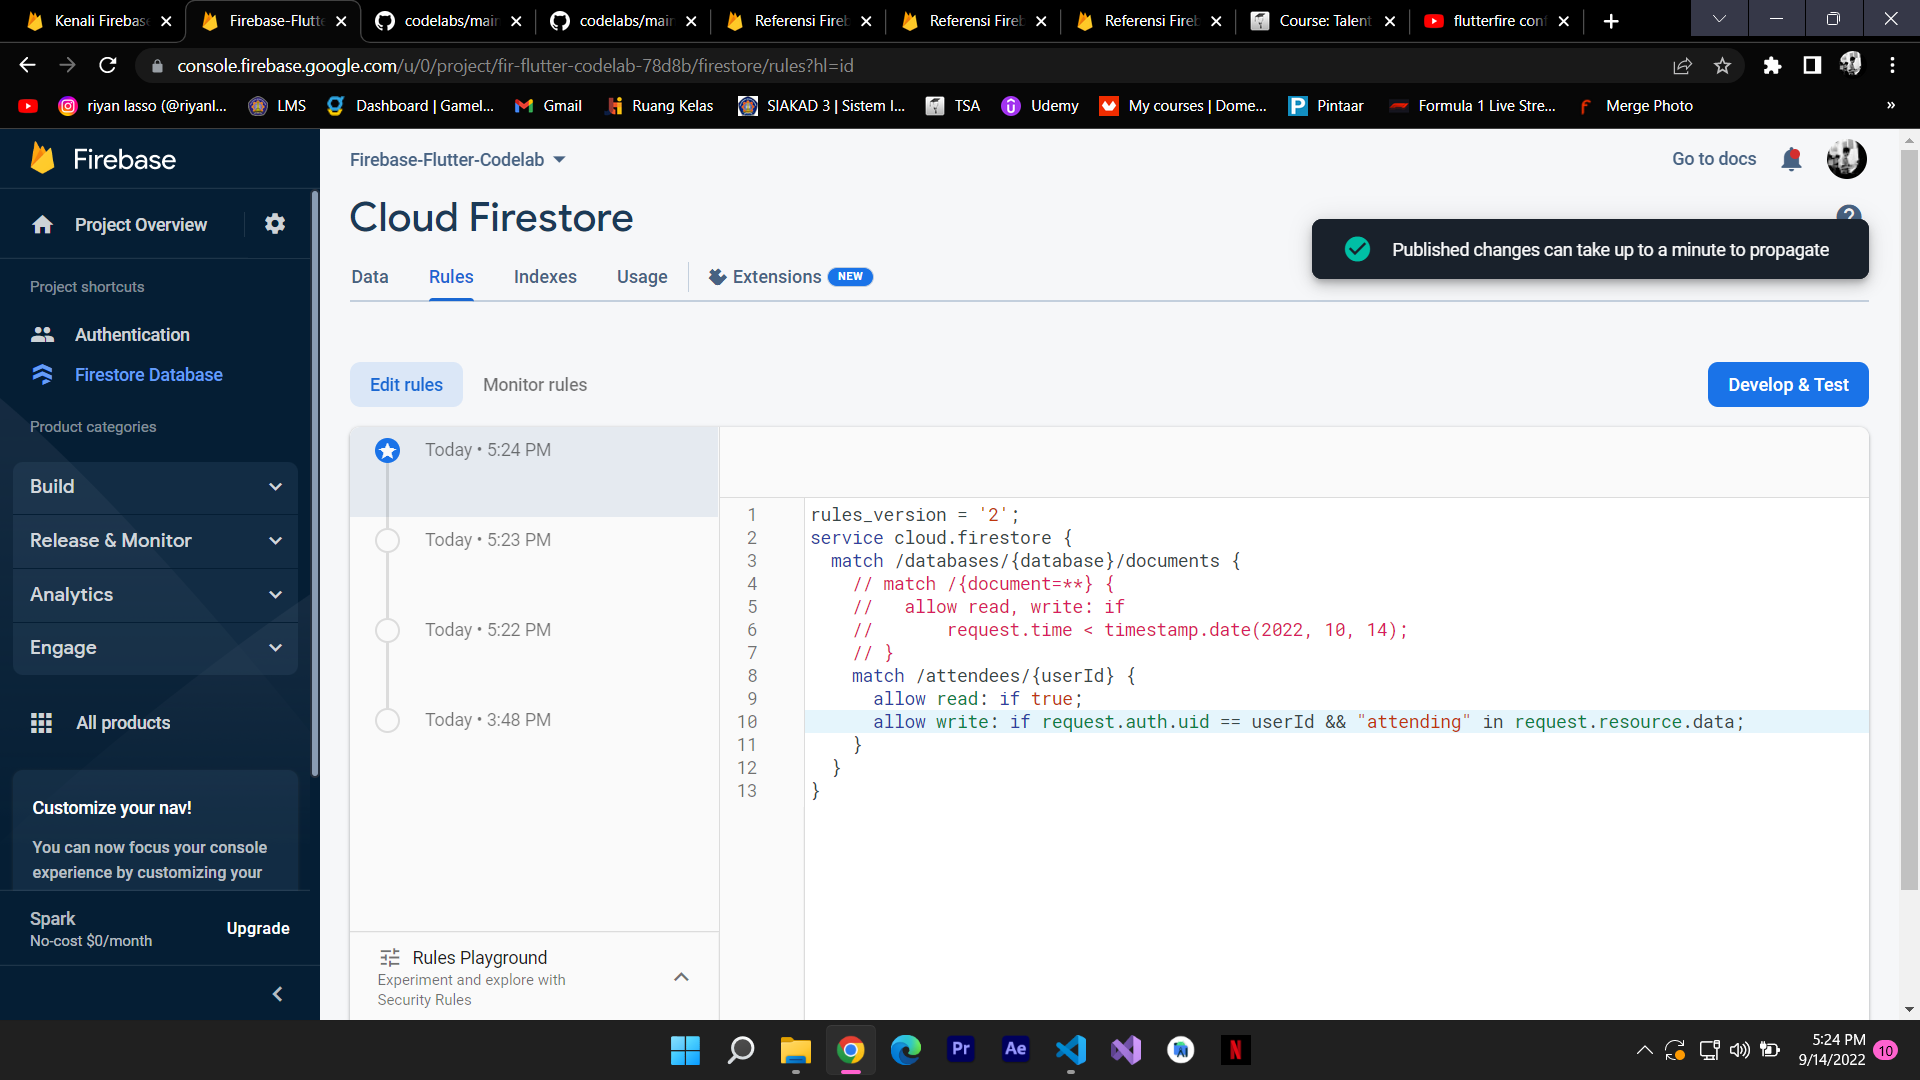 Kenali Firebase
Firebase-Flutte
codelabs/main
codelabs/main
Referensi Fireb
Referensi Fireb
Referensi Fireb
Course: Talent
flutterfire conf
console.firebase.google.com/u/0/project/fir-flutter-codelab-78d8b/firestore/rules?hl=id
riyan lasso (@riyanl...
LMS
Dashboard | Gamel...
Gmail
Ruang Kelas
SIAKAD 3 | Sistem I...
TSA
Udemy
My courses | Dome...
Pintaar
Formula 1 Live Stre...
Merge Photo
»
Firebase
Project Overview
Project shortcuts
Authentication
Firestore Database
Product categories
Build
Release & Monitor
Analytics
Engage
All products
Customize your nav!
You can now focus your console
experience by customizing your
Spark
No-cost $0/month
Upgrade
Firebase-Flutter-Codelab
Go to docs
Cloud Firestore
Published changes can take up to a minute to propagate
Data
Rules
Indexes
Usage
Extensions
NEW
Edit rules
Monitor rules
Develop & Test
Today • 5:24 PM
Today • 5:23 PM
Today • 5:22 PM
Today • 3:48 PM
Rules Playground
Experiment and explore with
Security Rules
1 rules_version = '2';
2 service cloud.firestore {
3   match /databases/{database}/documents {
4     // match /{document=**} {
5     //   allow read, write: if
6     //       request.time < timestamp.date(2022, 10, 14);
7     // }
8     match /attendees/{userId} {
9       allow read: if true;
10       allow write: if request.auth.uid == userId && "attending" in request.resource.data;
11     }
12   }
13 }
Pr
Ae
N
5:24 PM
9/14/2022
10